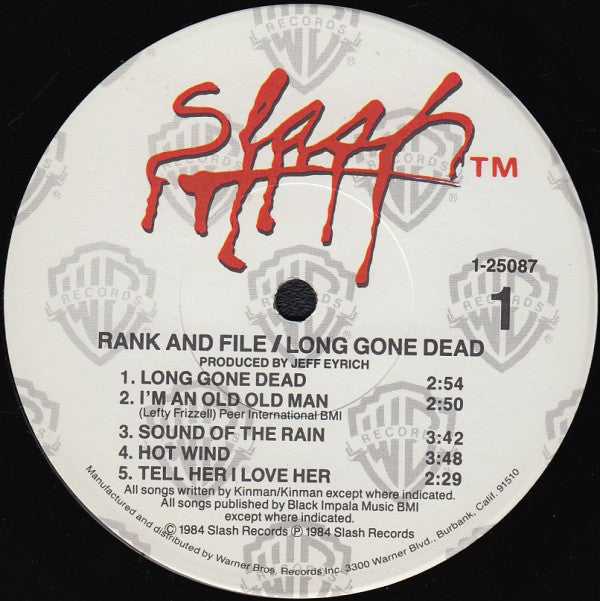 Slash TM
1-25087
1
RANK AND FILE / LONG GONE DEAD
PRODUCED BY JEFF EYRICH
1. LONG GONE DEAD 2:54
2. I'M AN OLD OLD MAN 2:50
(Lefty Frizzell) Peer International BMI
3. SOUND OF THE RAIN 3:42
4. HOT WIND 3:48
5. TELL HER I LOVE HER 2:29
All songs written by Kinman/Kinman except where indicated.
All songs published by Black Impala Music BMI
except where indicated.
© 1984 Slash Records ℗ 1984 Slash Records
Manufactured and distributed by Warner Bros. Records Inc. 3300 Warner Blvd., Burbank, Calif. 91510
WB RECORDS